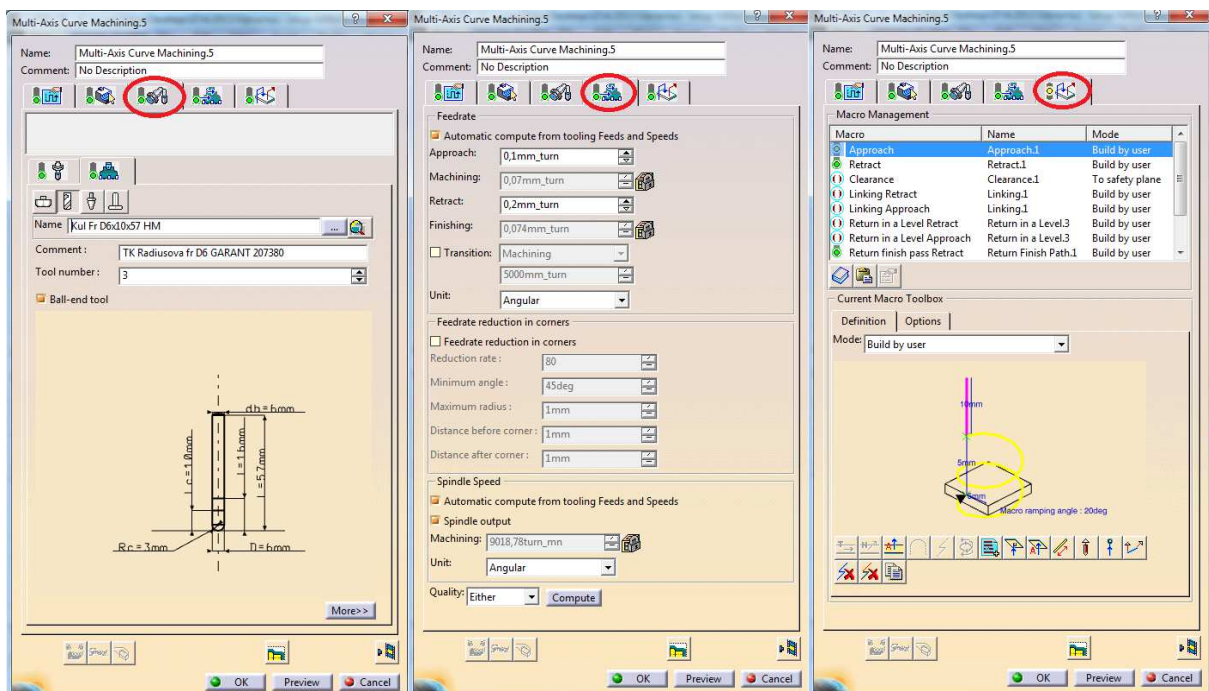 Multi-Axis Curve Machining.5
Name: Multi-Axis Curve Machining.5
Comment: No Description
Name Kul Fr D6x10x57 HM ...
Comment : TK Radiusova fr D6 GARANT 207380
Tool number : 3
Ball-end tool
db=6mm
lc=10mm
l=16mm
l=57mm
Rc=3mm
D=6mm
More>>
OK Preview Cancel
Multi-Axis Curve Machining.5
Name: Multi-Axis Curve Machining.5
Comment: No Description
Feedrate
Automatic compute from tooling Feeds and Speeds
Approach: 0,1mm_turn
Machining: 0,07mm_turn
Retract: 0,2mm_turn
Finishing: 0,074mm_turn
Transition: Machining
5000mm_turn
Unit: Angular
Feedrate reduction in corners
Feedrate reduction in corners
Reduction rate : 80
Minimum angle : 45deg
Maximum radius : 1mm
Distance before corner : 1mm
Distance after corner : 1mm
Spindle Speed
Automatic compute from tooling Feeds and Speeds
Spindle output
Machining: 9018,78turn_mn
Unit: Angular
Quality: Either Compute
OK Preview Cancel
Multi-Axis Curve Machining.5
Name: Multi-Axis Curve Machining.5
Comment: No Description
Macro Management
Macro Name Mode
Approach Approach.1 Build by user
Retract Retract.1 Build by user
Clearance Clearance.1 To safety plane
Linking Retract Linking.1 Build by user
Linking Approach Linking.1 Build by user
Return in a Level Retract Return in a Level.3 Build by user
Return in a Level Approach Return in a Level.3 Build by user
Return finish pass Retract Return Finish Path.1 Build by user
Current Macro Toolbox
Definition Options
Mode: Build by user
10mm
5mm
Macro ramping angle : 20deg
OK Preview Cancel